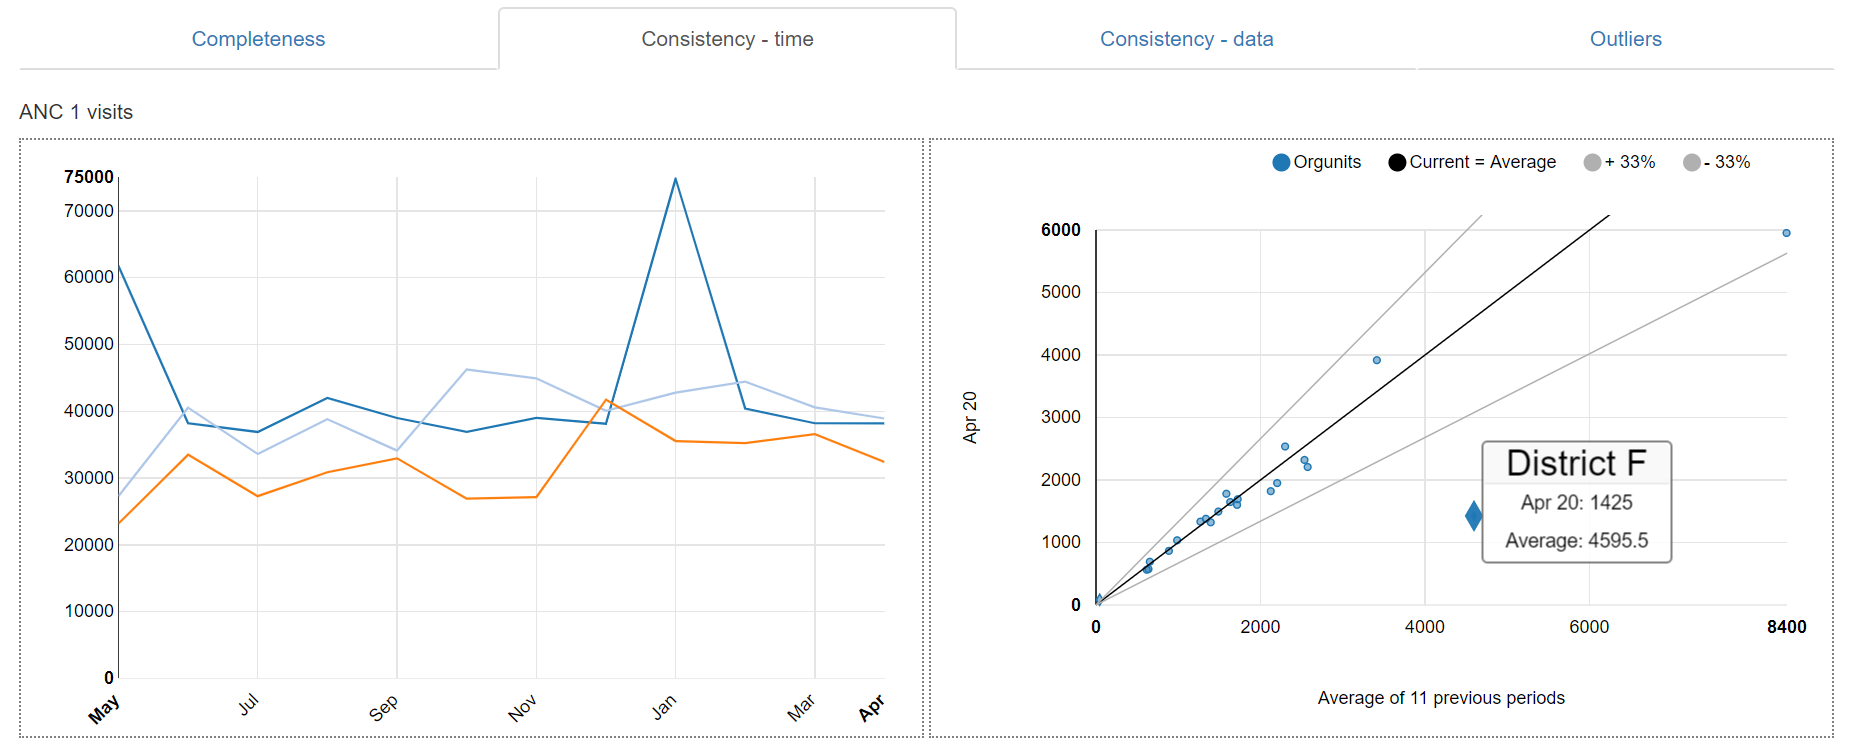 Completeness
Consistency - time
Consistency - data
Outliers
ANC 1 visits
75000
70000
60000
50000
40000
30000
20000
10000
0
May
Jul
Sep
Nov
Jan
Mar
Apr
Orgunits
Current = Average
+ 33%
- 33%
6000
5000
4000
3000
2000
1000
0
Apr 20
District F
Apr 20: 1425
Average: 4595.5
0
2000
4000
6000
8400
Average of 11 previous periods